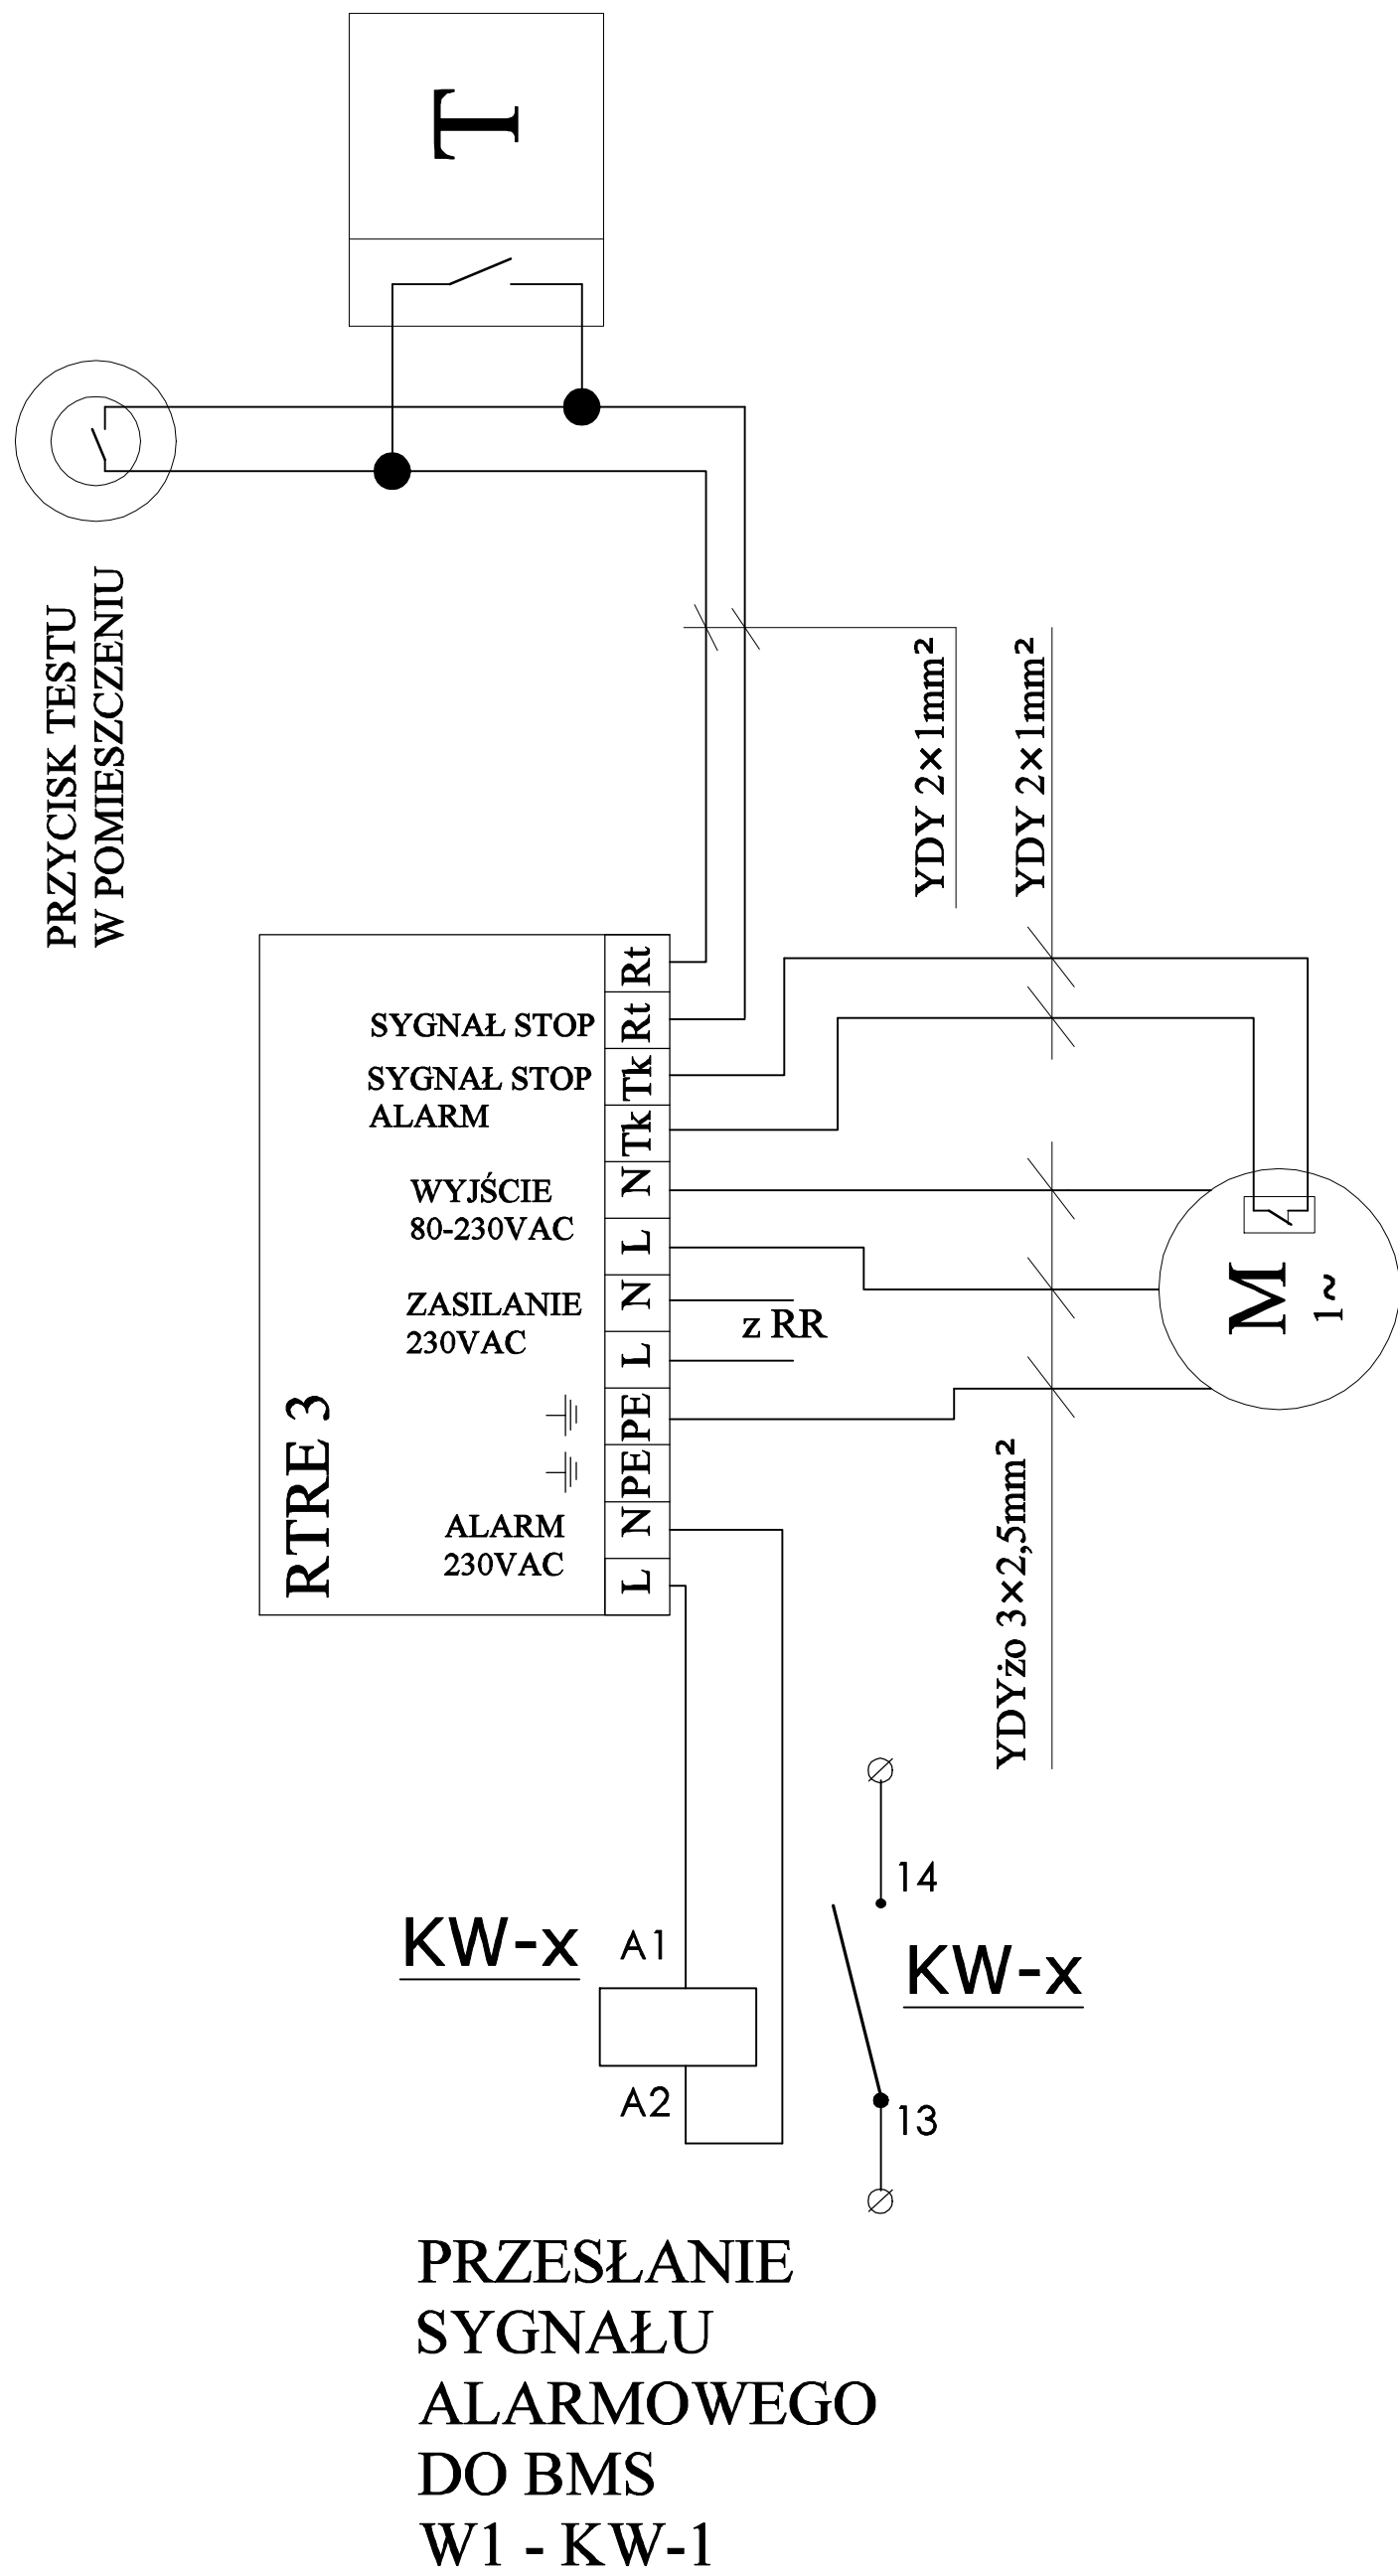 T
PRZYCISK TESTU
W POMIESZCZENIU
YDY 2×1mm²
YDY 2×1mm²
RTRE 3
SYGNAŁ STOP
SYGNAŁ STOP
ALARM
WYJŚCIE
80-230VAC
ZASILANIE
230VAC
ALARM
230VAC
Rt
Rt
Tk
Tk
N
L
N
L
PE
PE
N
L
z RR
M
1~
YDYżo 3×2,5mm²
KW-x
A1
A2
14
KW-x
13
PRZESŁANIE
SYGNAŁU
ALARMOWEGO
DO BMS
W1 - KW-1